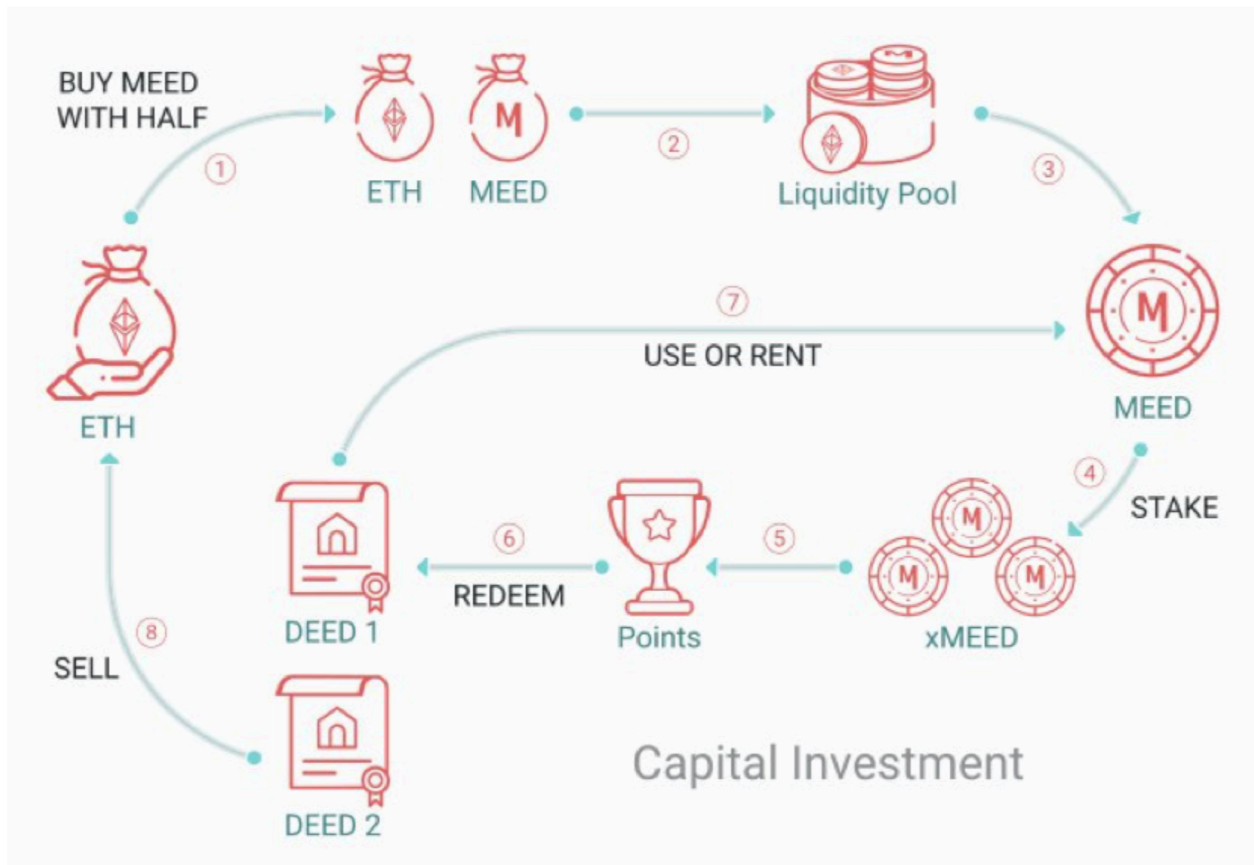 BUY MEED
WITH HALF
1
ETH
M
MEED
2
Liquidity Pool
3
ETH
7
USE OR RENT
M
MEED
4
STAKE
M
M
M
xMEED
5
Points
6
REDEEM
DEED 1
8
SELL
DEED 2
Capital Investment